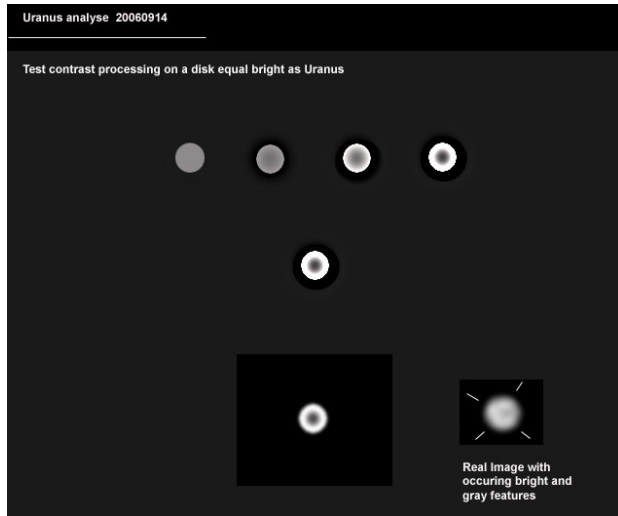 Uranus analyse 20060914
Test contrast processing on a disk equal bright as Uranus
Real Image with
occuring bright and
gray features